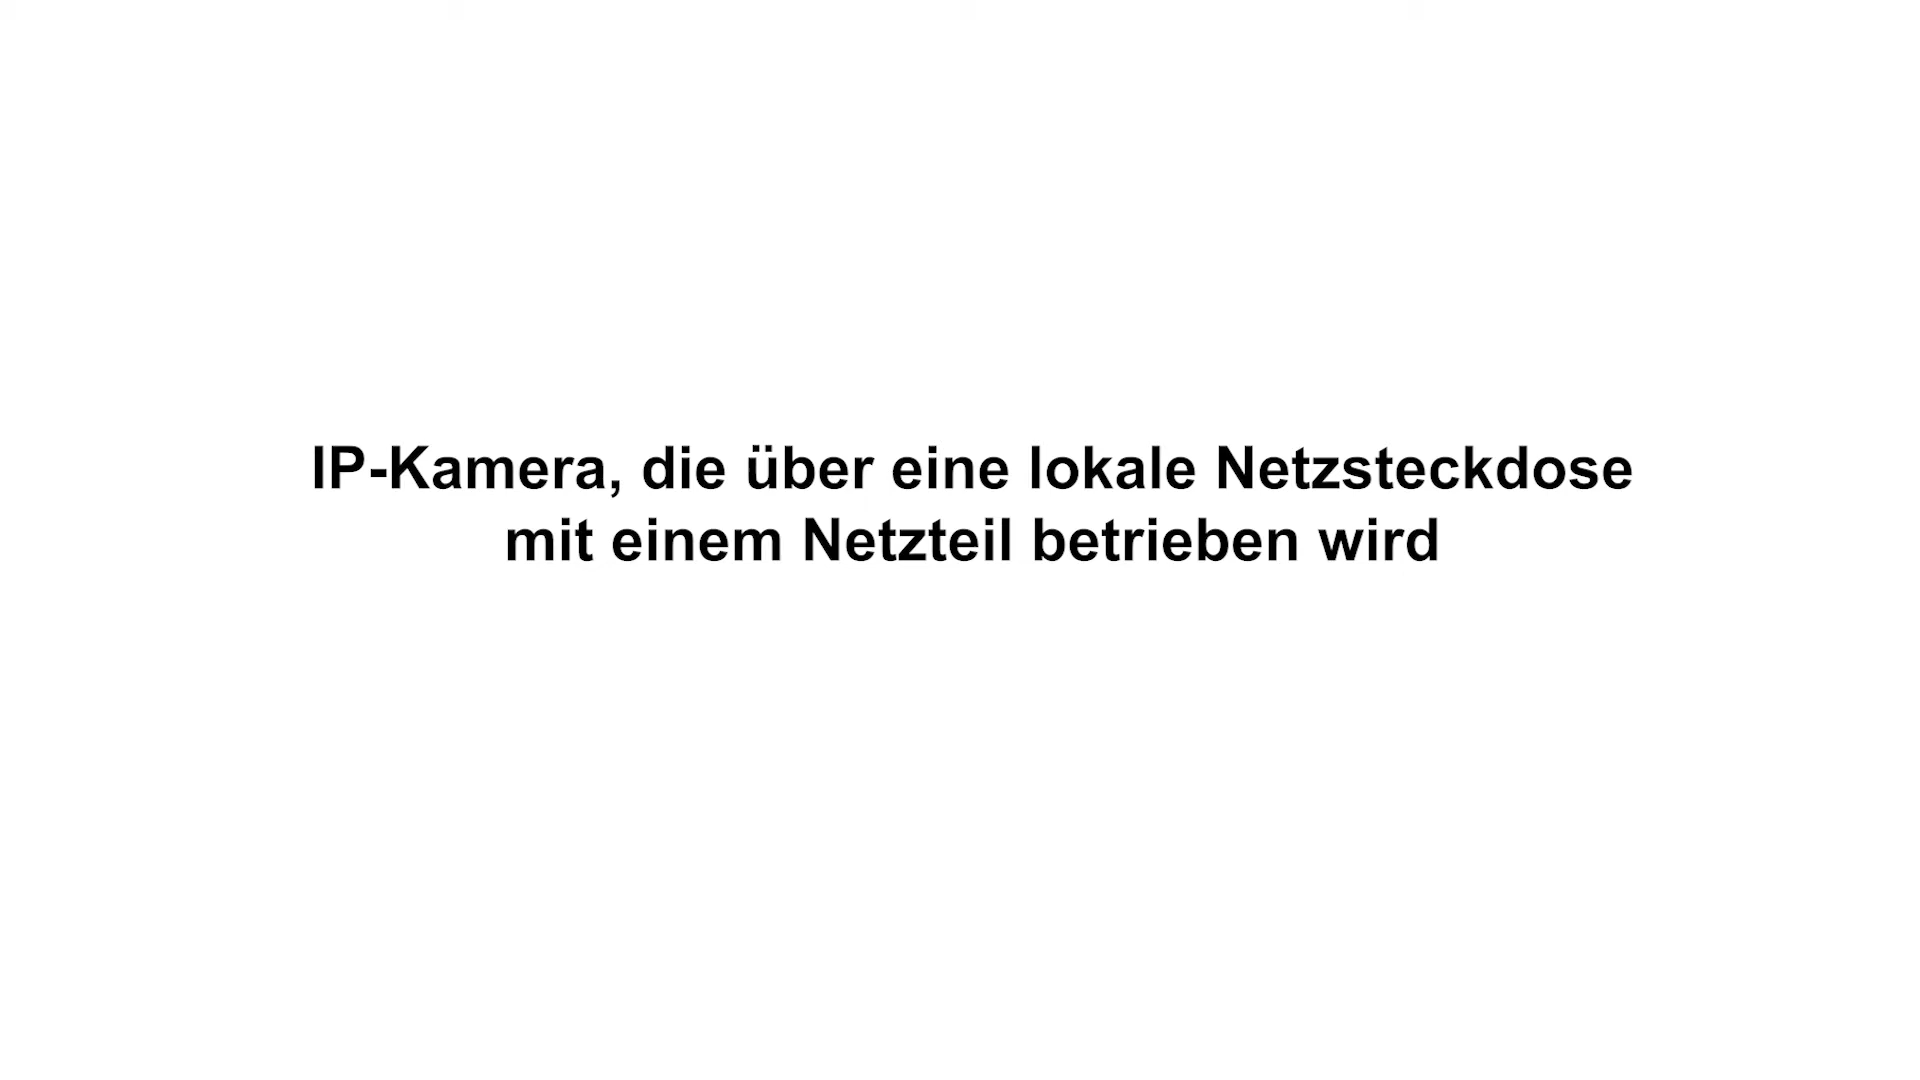 IP-Kamera, die über eine lokale Netzsteckdose
mit einem Netzteil betrieben wird